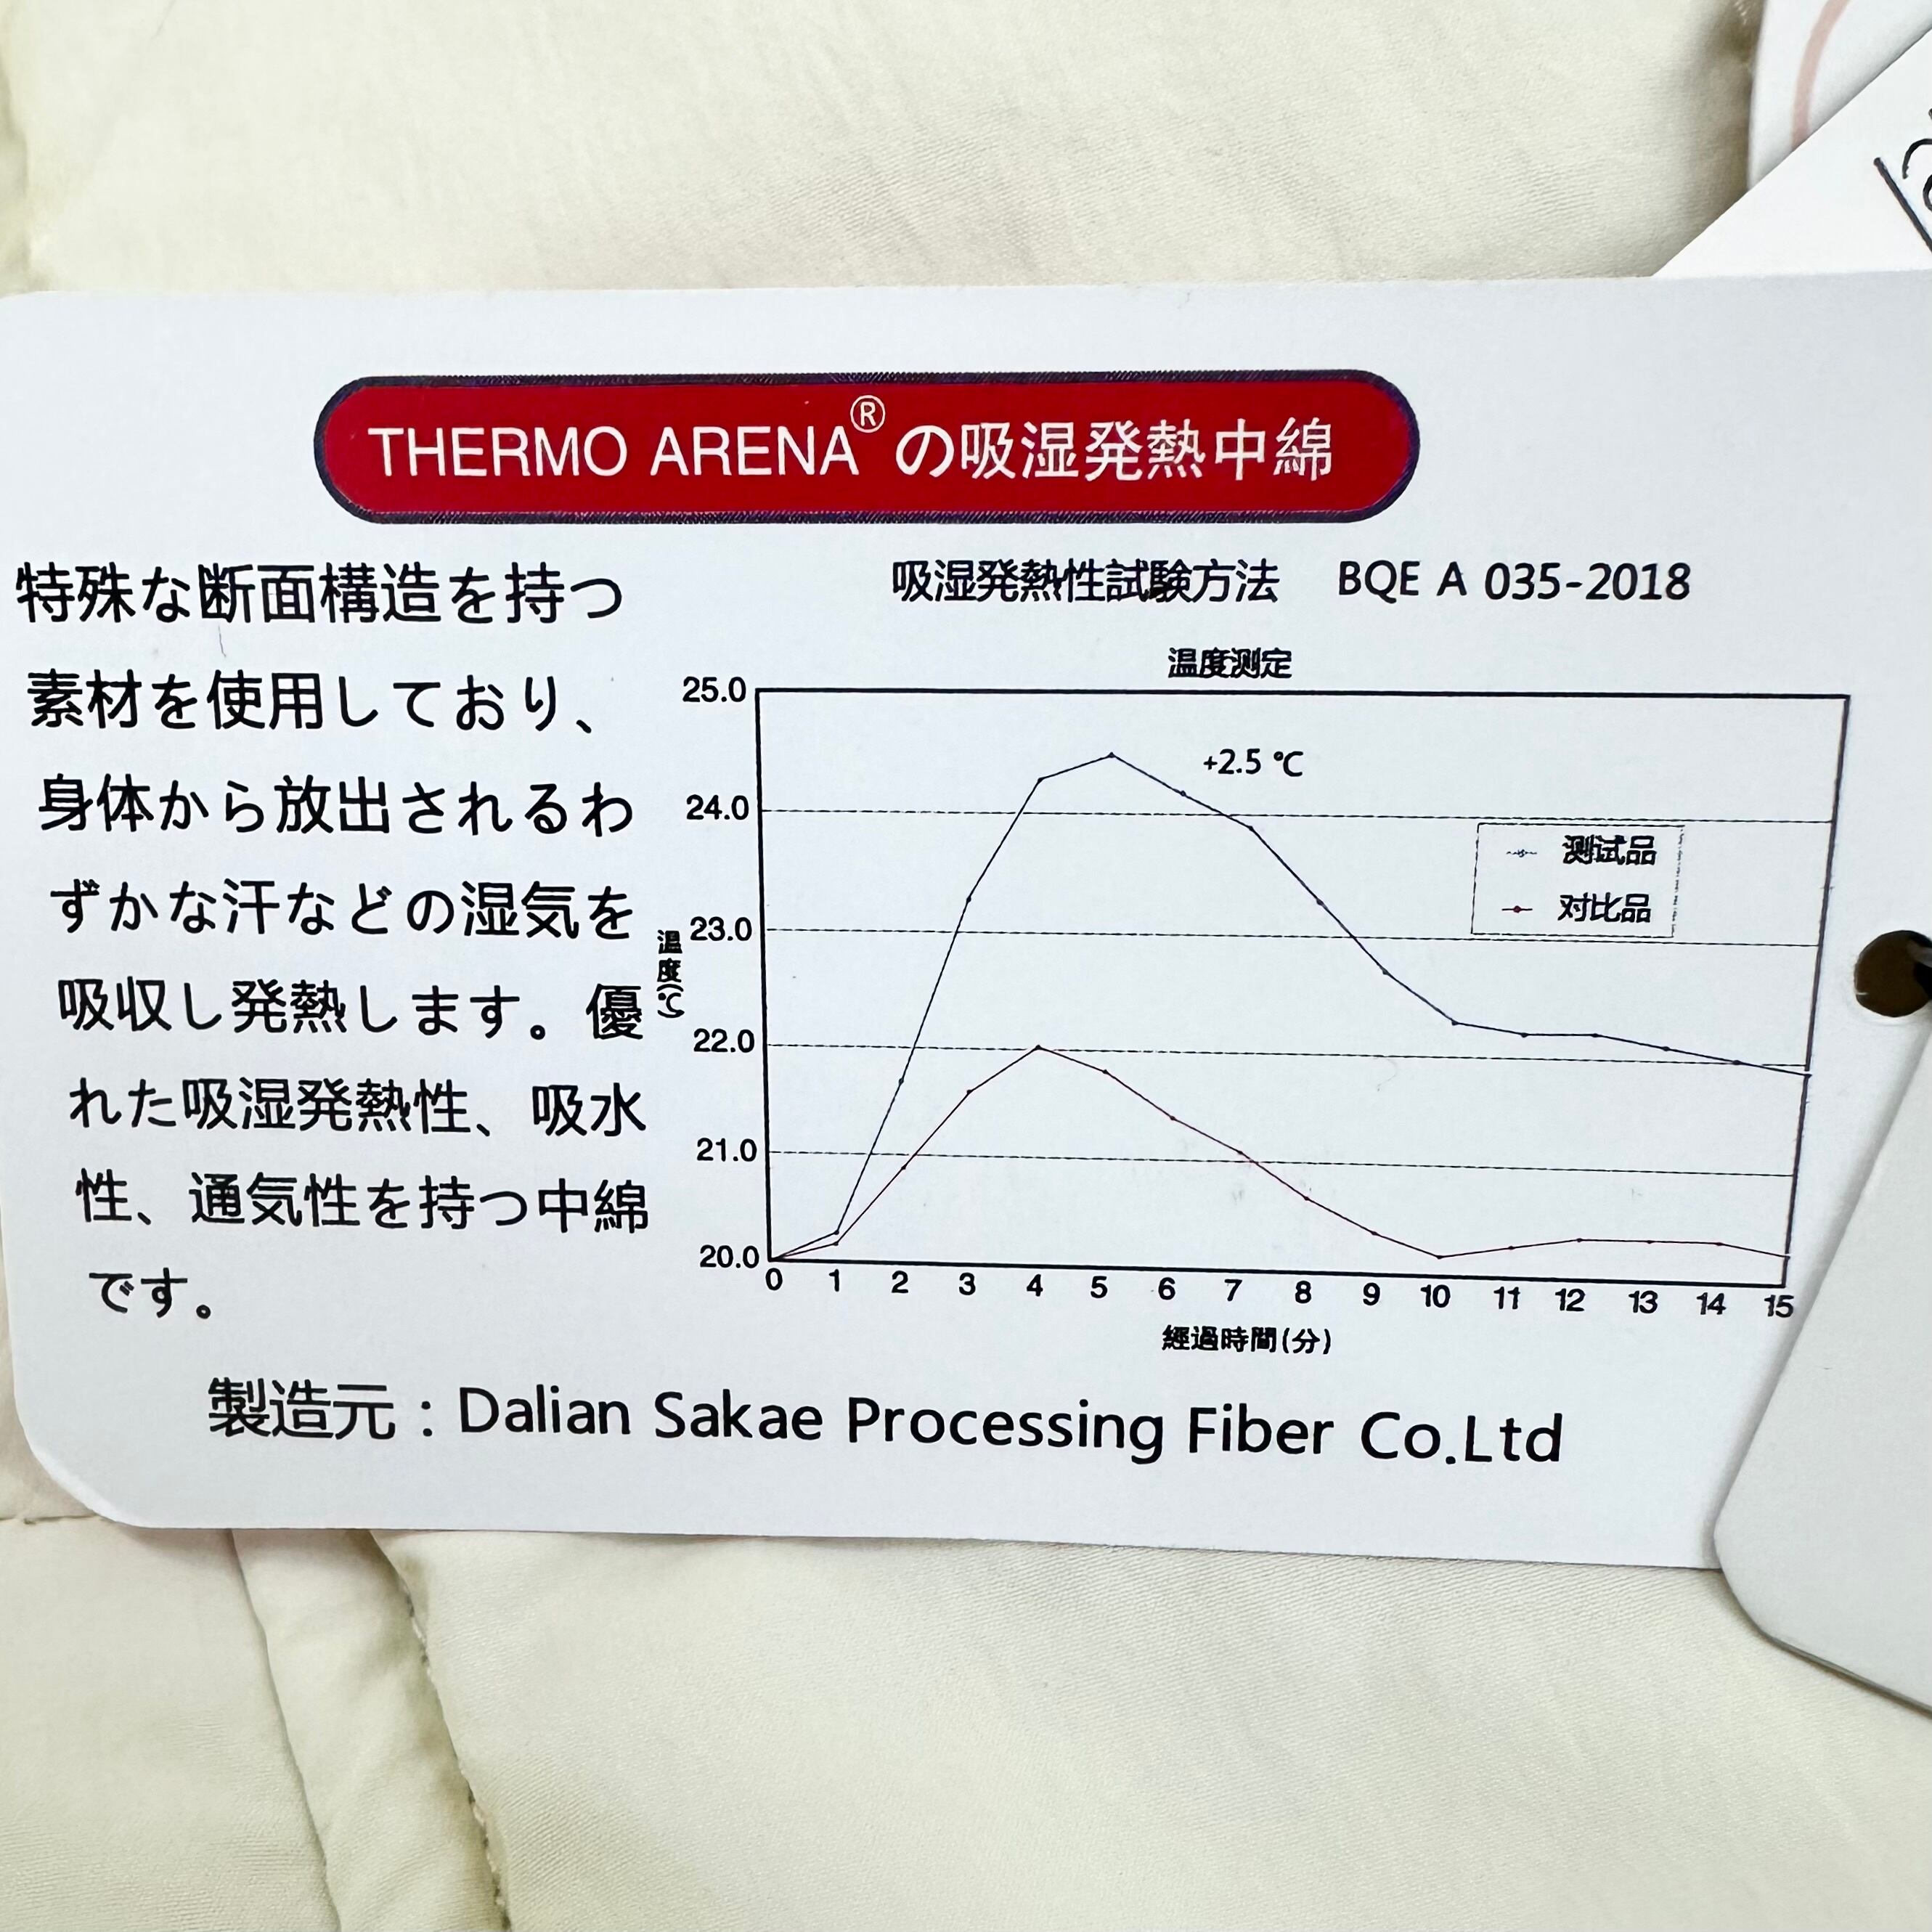 THERMO ARENA®の吸湿発熱中綿
特殊な断面構造を持つ
素材を使用しており、
身体から放出されるわ
ずかな汗などの湿気を
吸収し発熱します。優
れた吸湿発熱性、吸水
性、通気性を持つ中綿
です。
吸湿発熱性試験方法 BQE A 035-2018
温度测定
25.0
24.0
23.0
22.0
21.0
20.0
温度(℃)
+2.5 ℃
测试品
对比品
0 1 2 3 4 5 6 7 8 9 10 11 12 13 14 15
經過時間(分)
製造元：Dalian Sakae Processing Fiber Co.Ltd